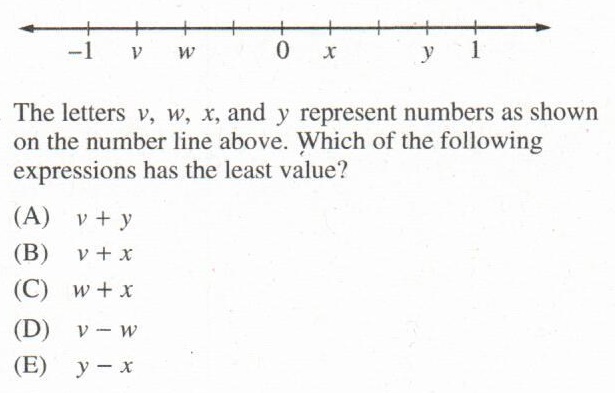 -1 v w 0 x y 1
The letters v, w, x, and y represent numbers as shown
on the number line above. Which of the following
expressions has the least value?
(A) v + y
(B) v + x
(C) w + x
(D) v - w
(E) y - x